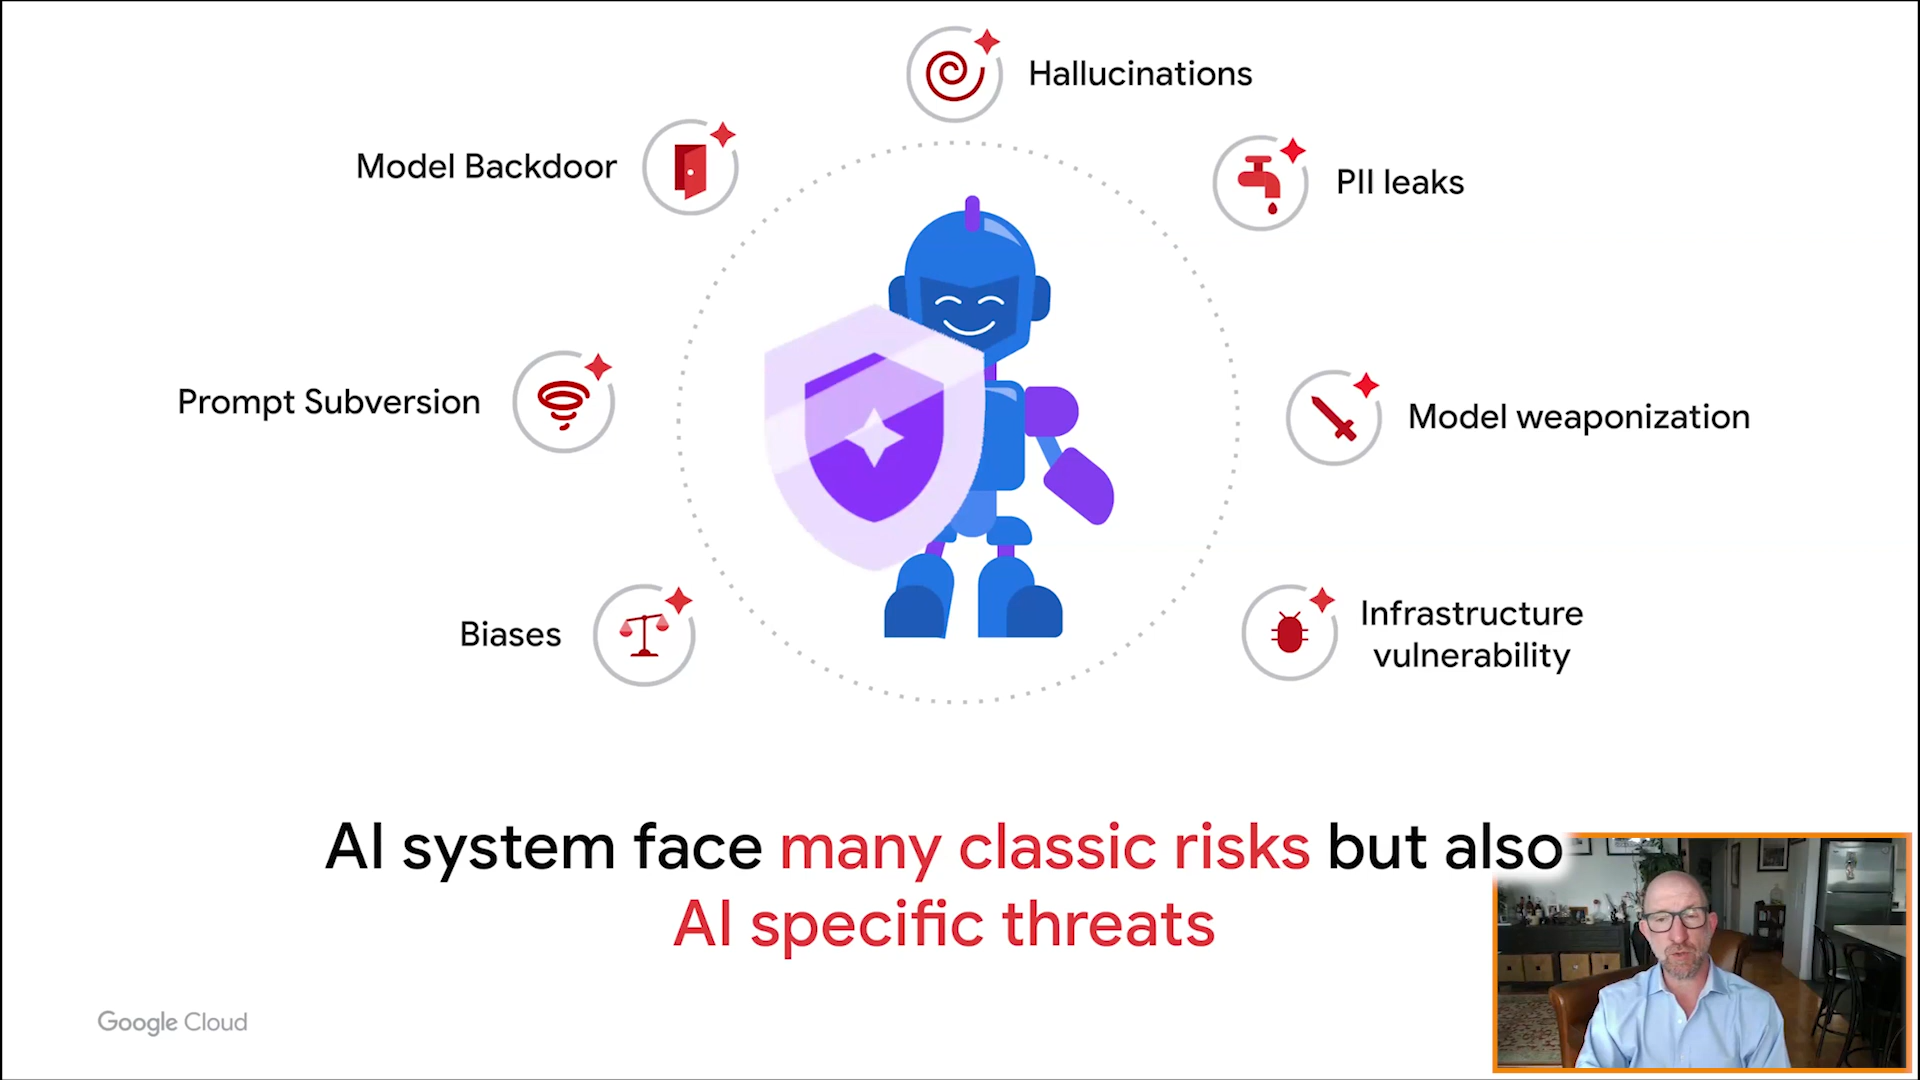 Hallucinations
Model Backdoor
PII leaks
Prompt Subversion
Model weaponization
Biases
Infrastructure
vulnerability
AI system face many classic risks but also
AI specific threats
Google Cloud